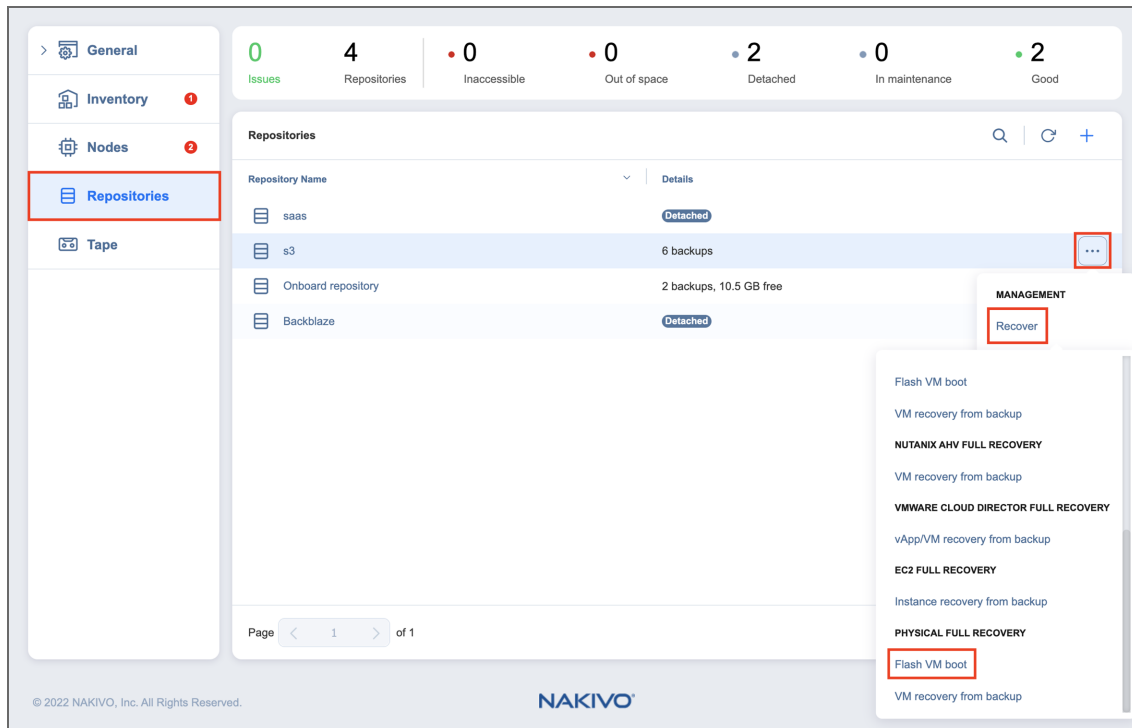 General
Inventory 1
Nodes 2
Repositories
Tape
0 4 0 0 2 0 2
Issues Repositories Inaccessible Out of space Detached In maintenance Good
Repositories
Repository Name Details
saas Detached
s3 6 backups
Onboard repository 2 backups, 10.5 GB free
Backblaze Detached
MANAGEMENT
Recover
Flash VM boot
VM recovery from backup
NUTANIX AHV FULL RECOVERY
VM recovery from backup
VMWARE CLOUD DIRECTOR FULL RECOVERY
vApp/VM recovery from backup
EC2 FULL RECOVERY
Instance recovery from backup
PHYSICAL FULL RECOVERY
Flash VM boot
VM recovery from backup
Page 1 of 1
© 2022 NAKIVO, Inc. All Rights Reserved.
NAKIVO®